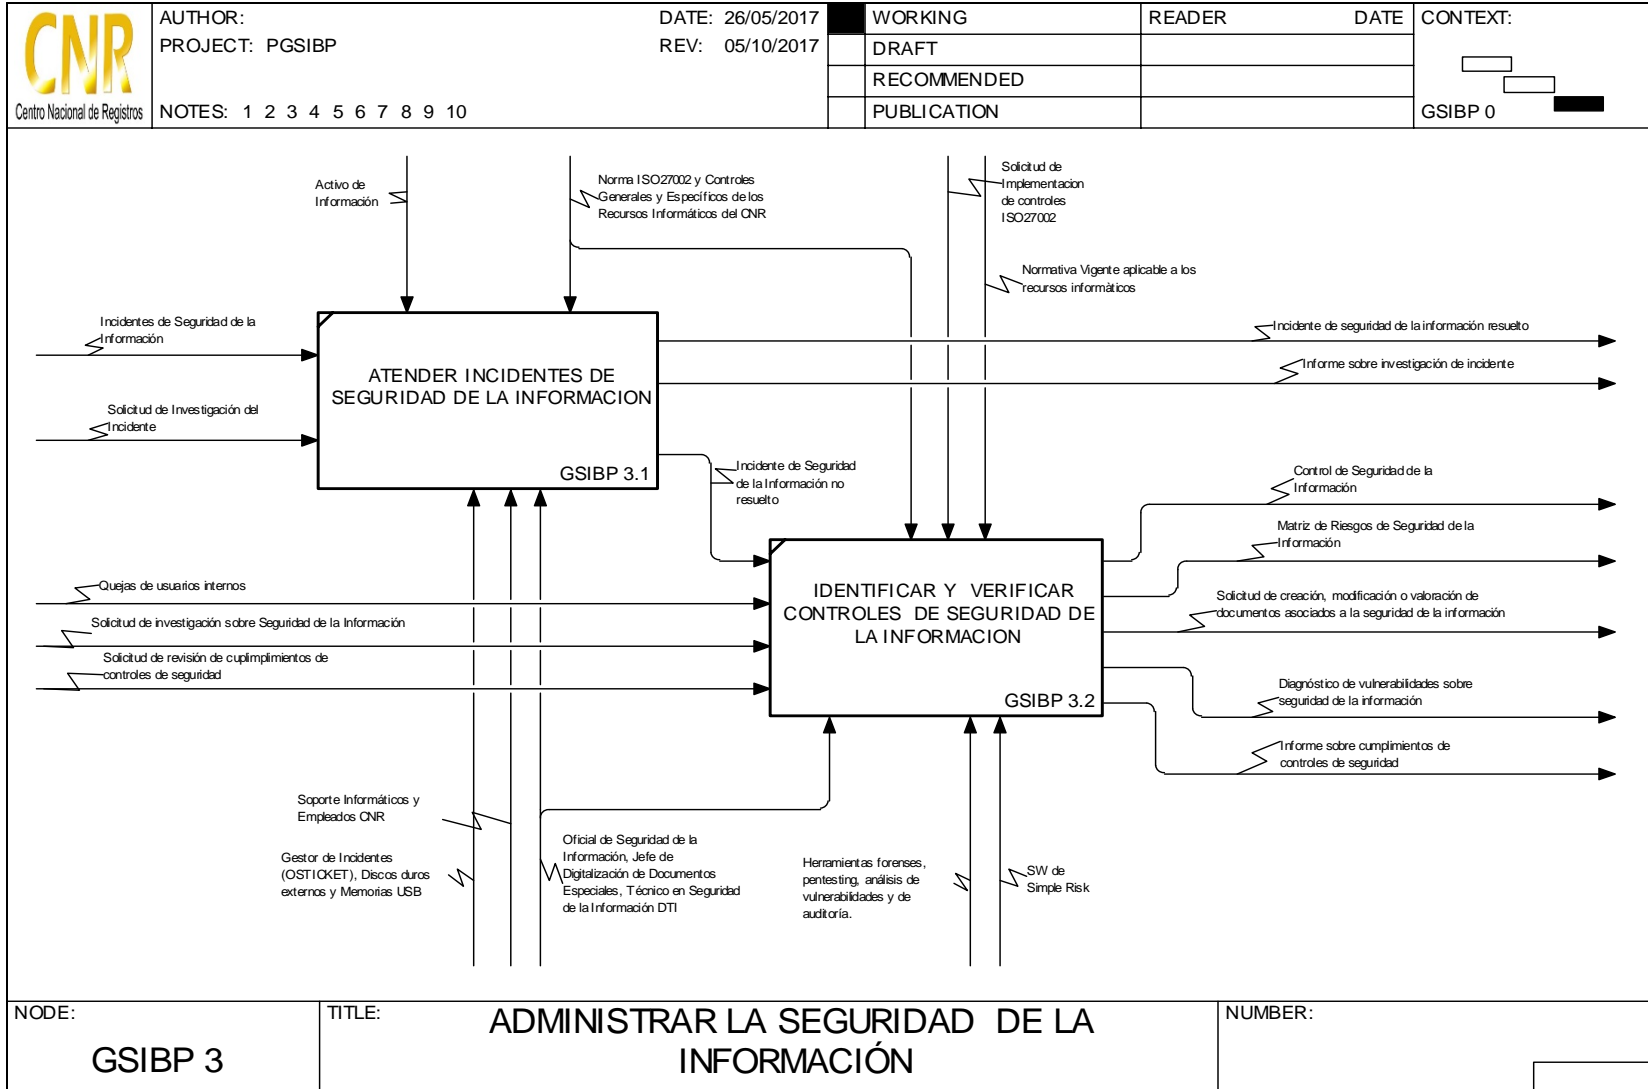 CNR
Centro Nacional de Registros
AUTHOR:
DATE: 26/05/2017
PROJECT: PGSIBP
REV: 05/10/2017
NOTES: 1 2 3 4 5 6 7 8 9 10
WORKING
DRAFT
RECOMMENDED
PUBLICATION
READER DATE
CONTEXT:
GSIBP 0
Activo de
Información
Norma ISO27002 y Controles
Generales y Específicos de los
Recursos Informáticos del CNR
Solicitud de
Implementacion
de controles
ISO27002
Normativa Vigente aplicable a los
recursos informàticos
Incidentes de Seguridad de la
Información
Solicitud de Investigación del
Incidente
ATENDER INCIDENTES DE
SEGURIDAD DE LA INFORMACION
GSIBP 3.1
Incidente de seguridad de la información resuelto
Informe sobre investigación de incidente
Incidente de Seguridad
de la Información no
resuelto
Control de Seguridad de la
Información
Matriz de Riesgos de Seguridad de la
Información
Solicitud de creación, modificación o valoración de
documentos asociados a la seguridad de la información
Diagnóstico de vulnerabilidades sobre
seguridad de la información
Informe sobre cumplimientos de
controles de seguridad
Quejas de usuarios internos
Solicitud de investigación sobre Seguridad de la Información
Solicitud de revisión de cuplimplimientos de
controles de seguridad
IDENTIFICAR Y VERIFICAR
CONTROLES DE SEGURIDAD DE
LA INFORMACION
GSIBP 3.2
Soporte Informáticos y
Empleados CNR
Gestor de Incidentes
(OSTICKET), Discos duros
externos y Memorias USB
Oficial de Seguridad de la
Información, Jefe de
Digitalización de Documentos
Especiales, Técnico en Seguridad
de la Información DTI
Herramientas forenses,
pentesting, análisis de
vulnerabilidades y de
auditoría.
SW de
Simple Risk
NODE:
GSIBP 3
TITLE:
ADMINISTRAR LA SEGURIDAD DE LA
INFORMACIÓN
NUMBER: